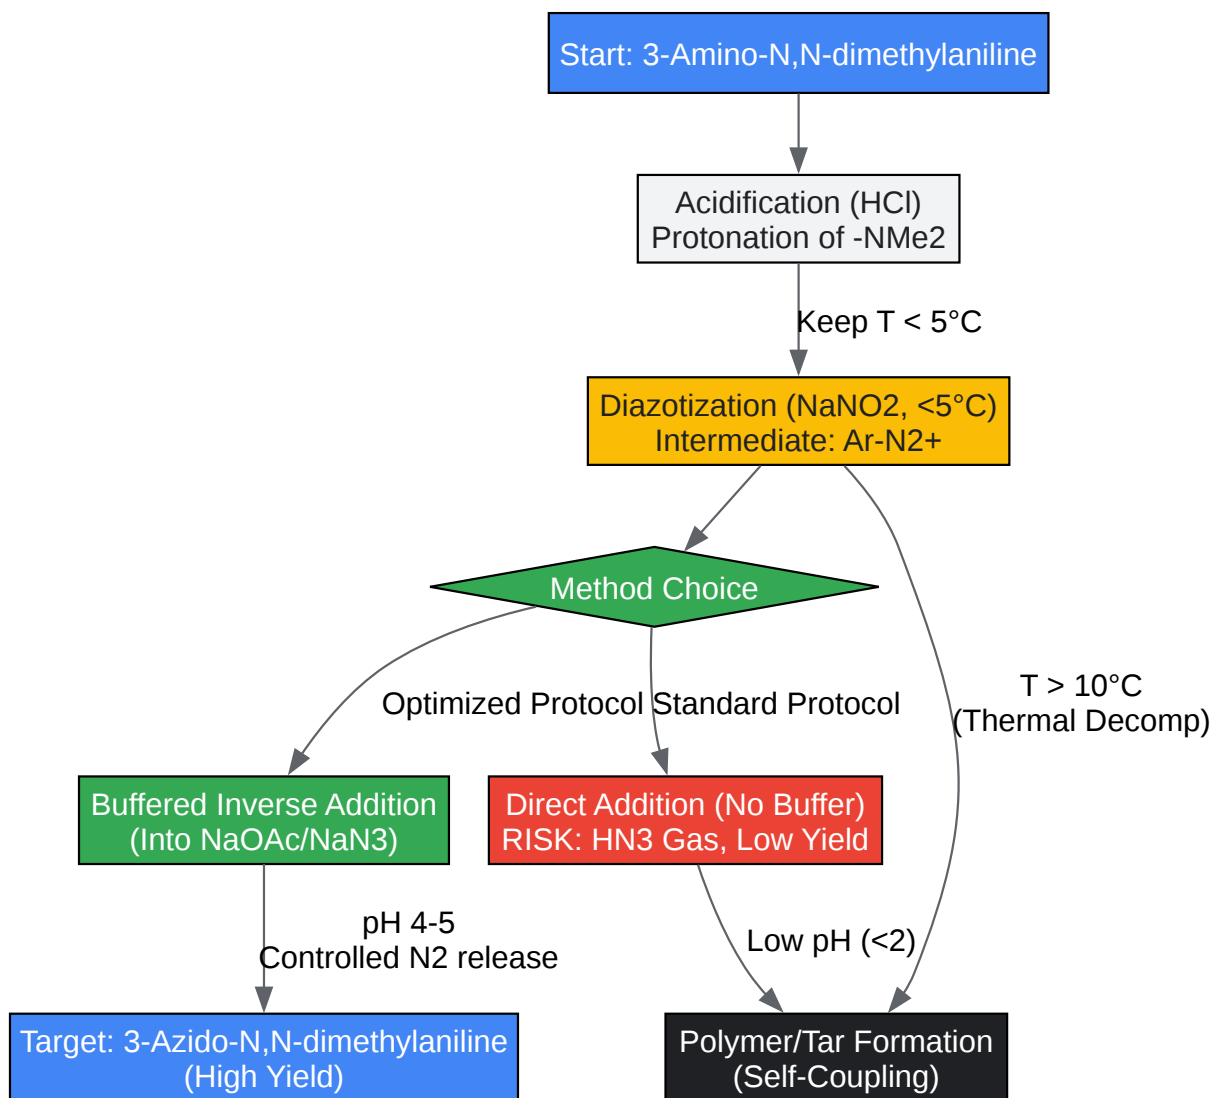 Start: 3-Amino-N,N-dimethylaniline
Acidification (HCl)
Protonation of -NMe2
Keep T < 5°C
Diazotization (NaNO2, <5°C)
Intermediate: Ar-N2+
Method Choice
Optimized Protocol
Standard Protocol
T > 10°C
(Thermal Decomp)
Buffered Inverse Addition
(Into NaOAc/NaN3)
Direct Addition (No Buffer)
RISK: HN3 Gas, Low Yield
pH 4-5
Controlled N2 release
Low pH (<2)
Target: 3-Azido-N,N-dimethylaniline
(High Yield)
Polymer/Tar Formation
(Self-Coupling)